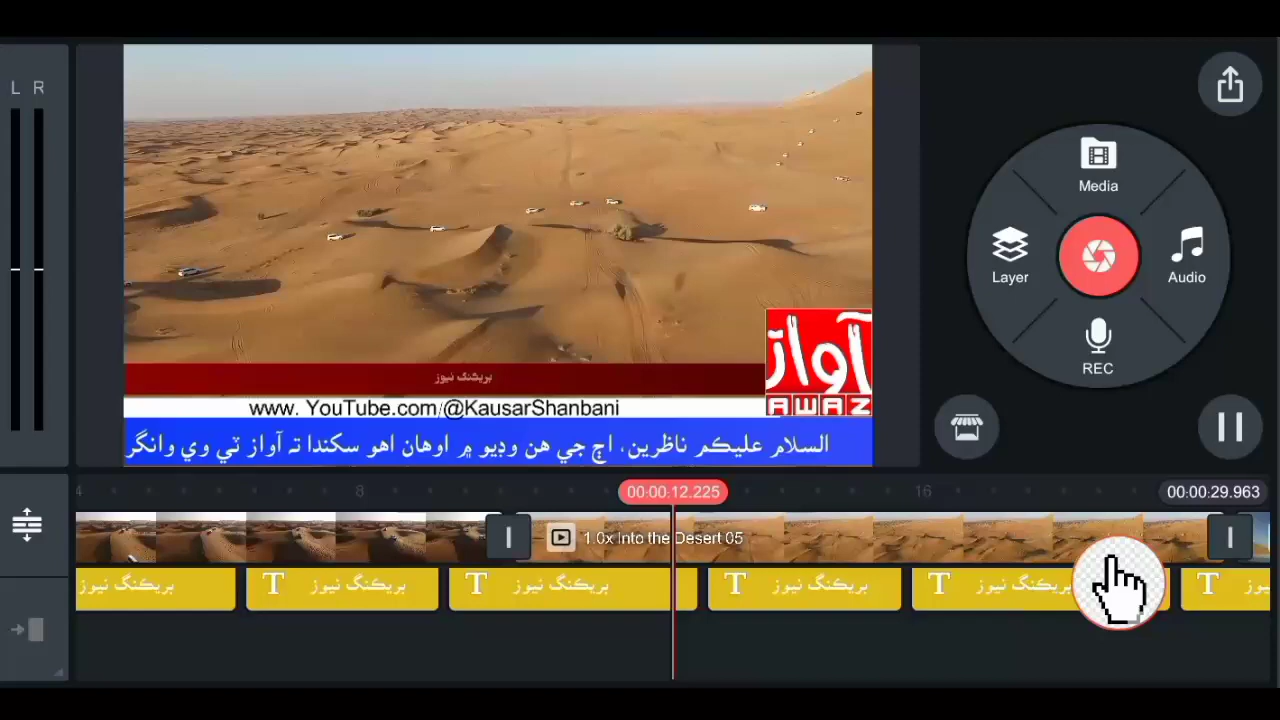 L R
Media
Layer
Audio
REC
آواز
AWAZ
بريڪنگ نيوز
www. YouTube.com/@KausarShanbani
السلام عليڪم ناظرين، اڄ جي هن وڊيو ۾ اوهان اهو سکندا ته آواز ٽي وي وانگر
4 8 00:00:12.225 16 00:00:29.963
1.0x Into the Desert 05
بريڪنگ نيوز T بريڪنگ نيوز T بريڪنگ نيوز T بريڪنگ نيوز T بريڪنگ T